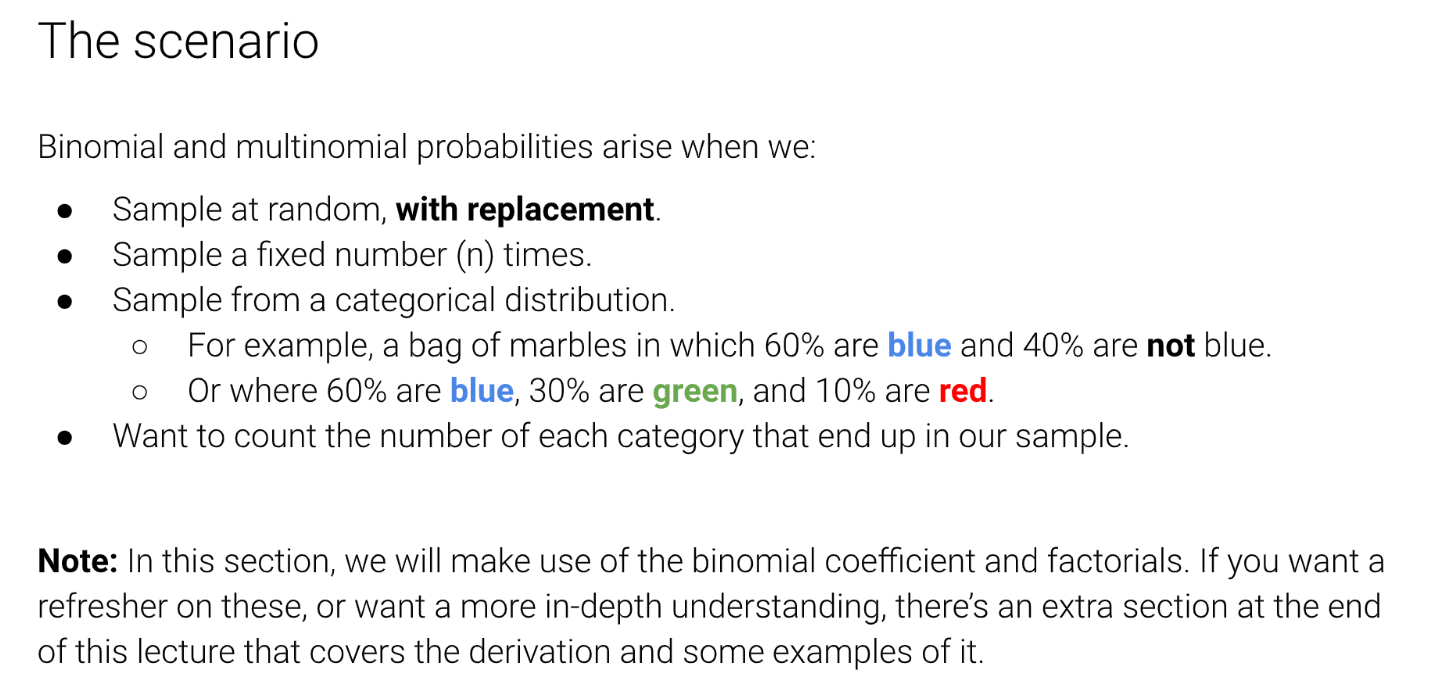 The scenario
Binomial and multinomial probabilities arise when we:
● Sample at random, with replacement.
● Sample a fixed number (n) times.
● Sample from a categorical distribution.
○ For example, a bag of marbles in which 60% are blue and 40% are not blue.
○ Or where 60% are blue, 30% are green, and 10% are red.
● Want to count the number of each category that end up in our sample.
Note: In this section, we will make use of the binomial coefficient and factorials. If you want a
refresher on these, or want a more in-depth understanding, there’s an extra section at the end
of this lecture that covers the derivation and some examples of it.